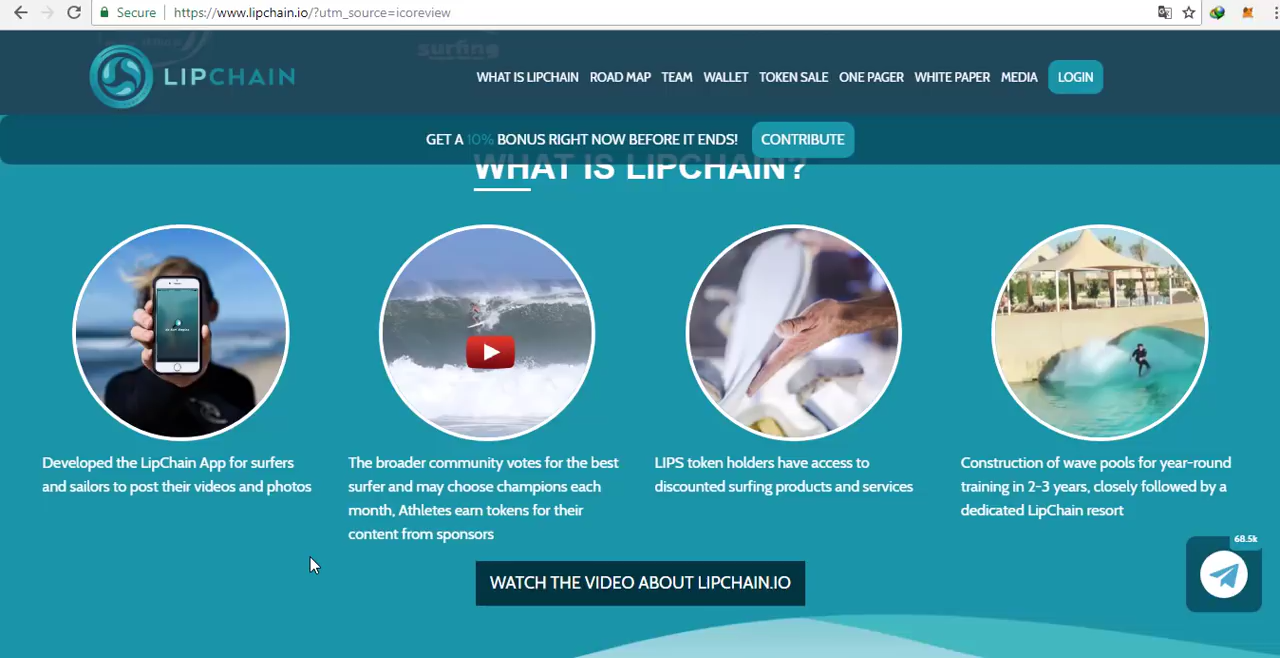 Secure
https://www.lipchain.io/?utm_source=icoreview
surfing
LIPCHAIN
WHAT IS LIPCHAIN ROAD MAP TEAM WALLET TOKEN SALE ONE PAGER WHITE PAPER MEDIA LOGIN
GET A 10% BONUS RIGHT NOW BEFORE IT ENDS! CONTRIBUTE
WHAT IS LIPCHAIN?
Developed the LipChain App for surfers
and sailors to post their videos and photos
The broader community votes for the best
surfer and may choose champions each
month, Athletes earn tokens for their
content from sponsors
LIPS token holders have access to
discounted surfing products and services
Construction of wave pools for year-round
training in 2-3 years, closely followed by a
dedicated LipChain resort
68.5k
WATCH THE VIDEO ABOUT LIPCHAIN.IO